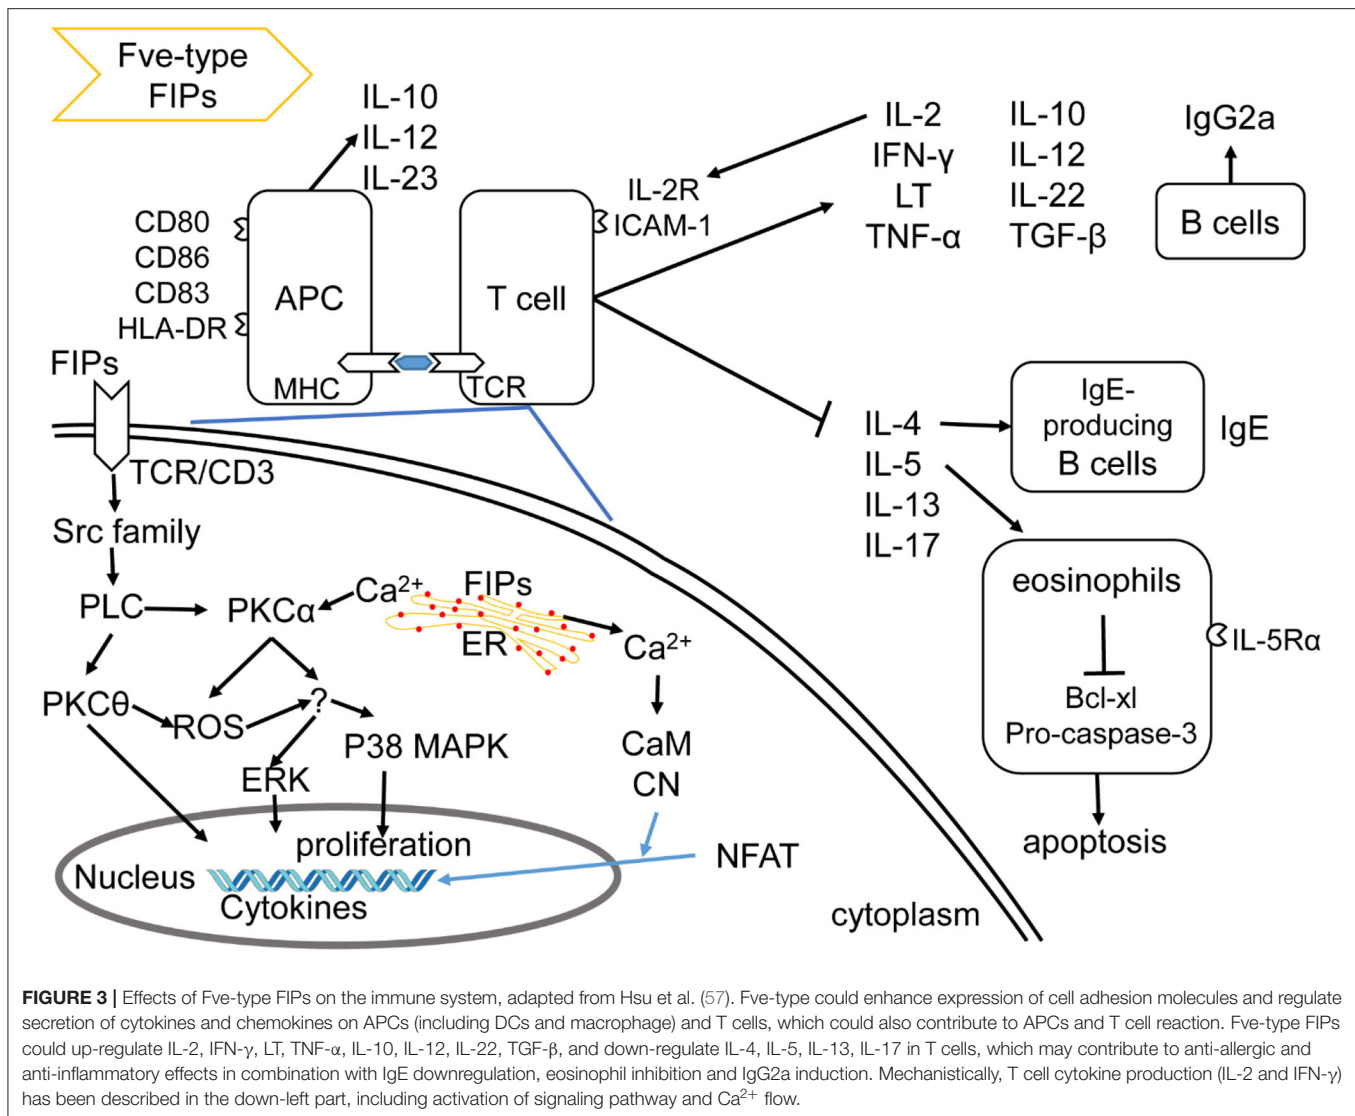 Fve-type
FIPs
IL-10
IL-12
IL-23
CD80
CD86
CD83
HLA-DR
APC
MHC
T cell
TCR
IL-2R
ICAM-1
IL-2
IFN-γ
LT
TNF-α
IL-10
IL-12
IL-22
TGF-β
IgG2a
B cells
IL-4
IL-5
IL-13
IL-17
IgE-
producing
B cells
IgE
eosinophils
Bcl-xl
Pro-caspase-3
IL-5Rα
apoptosis
FIPs
TCR/CD3
Src family
PLC
PKCα
Ca²⁺
FIPs
ER
Ca²⁺
PKCθ
ROS
?
P38 MAPK
ERK
CaM
CN
NFAT
proliferation
Nucleus
Cytokines
cytoplasm
FIGURE 3 | Effects of Fve-type FIPs on the immune system, adapted from Hsu et al. (57). Fve-type could enhance expression of cell adhesion molecules and regulate
secretion of cytokines and chemokines on APCs (including DCs and macrophage) and T cells, which could also contribute to APCs and T cell reaction. Fve-type FIPs
could up-regulate IL-2, IFN-γ, LT, TNF-α, IL-10, IL-12, IL-22, TGF-β, and down-regulate IL-4, IL-5, IL-13, IL-17 in T cells, which may contribute to anti-allergic and
anti-inflammatory effects in combination with IgE downregulation, eosinophil inhibition and IgG2a induction. Mechanistically, T cell cytokine production (IL-2 and IFN-γ)
has been described in the down-left part, including activation of signaling pathway and Ca²⁺ flow.